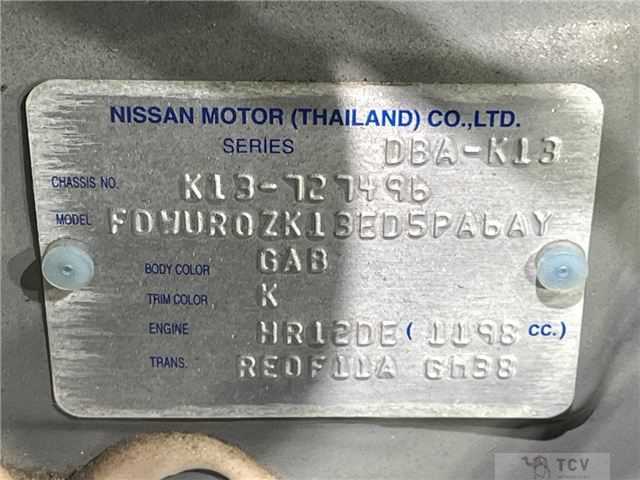 NISSAN MOTOR (THAILAND) CO.,LTD.
SERIES DBA-K13
CHASSIS NO. K13-727496
MODEL FDWURQZK13ED5PA6AY
BODY COLOR GAB
TRIM COLOR K
ENGINE HR12DE ( 1198 CC.)
TRANS. RE0F11A GM38
TCV